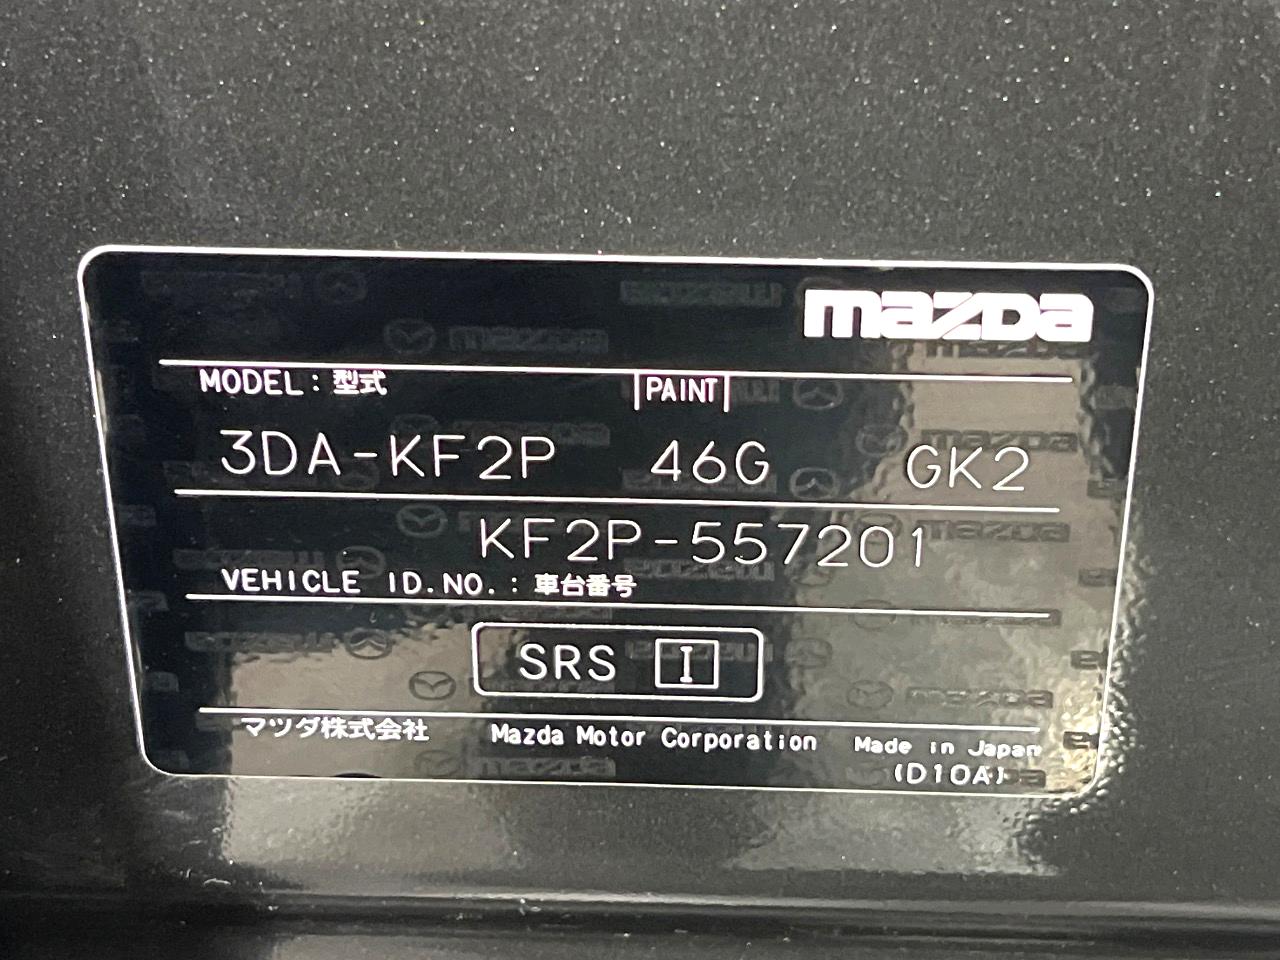 mazda
MODEL : 型式 PAINT
3DA-KF2P 46G GK2
KF2P-557201
VEHICLE ID.NO. : 車台番号
SRS I
マツダ株式会社 Mazda Motor Corporation Made in Japan
(D10A)